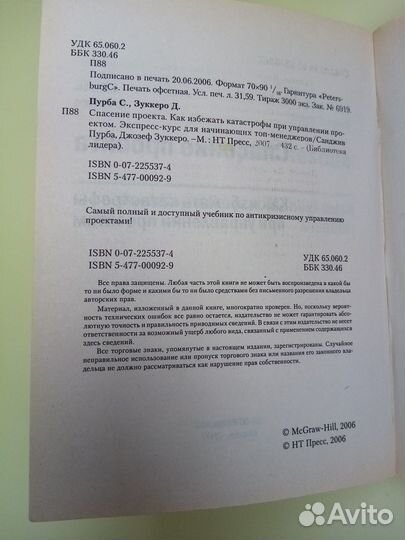 УДК 65.060.2
ББК 330.46
П88
Подписано в печать 20.06.2006. Формат 70×90 1/16. Гарнитура «Peters-
burgC». Печать офсетная. Усл. печ. л. 31,59. Тираж 3000 экз. Зак. № 6919.
Пурба С., Зуккеро Д.
П88 Спасение проекта. Как избежать катастрофы при управлении про-
ектом. Экспресс-курс для начинающих топ-менеджеров/Санджив
Пурба, Джозеф Зуккеро. –М.: НТ Пресс, 2007. – 432 с. – (Библиотека
лидера).
ISBN 0-07-225537-4
ISBN 5-477-00092-9
Самый полный и доступный учебник по антикризисному управлению
проектами!
ISBN 0-07-225537-4
ISBN 5-477-00092-9
УДК 65.060.2
ББК 330.46
Все права защищены. Любая часть этой книги не может быть воспроизведена в какой бы
то ни было форме и какими бы то ни было средствами без письменного разрешения владельца
авторских прав.
Материал, изложенный в данной книге, многократно проверен. Но, поскольку вероят-
ность технических ошибок все равно остается, издательство не может гарантировать абсо-
лютную точность и правильность приводимых сведений. В связи с этим издательство не несет
ответственности за возможный ущерб любого вида, связанный с применением содержащихся
здесь сведений.
Все торговые знаки, упомянутые в настоящем издании, зарегистрированы. Случайное
неправильное использование или пропуск торгового знака или названия его законного вла-
дельца не должно рассматриваться как нарушение прав собственности.
© McGraw-Hill, 2006
© НТ Пресс, 2006
Avito